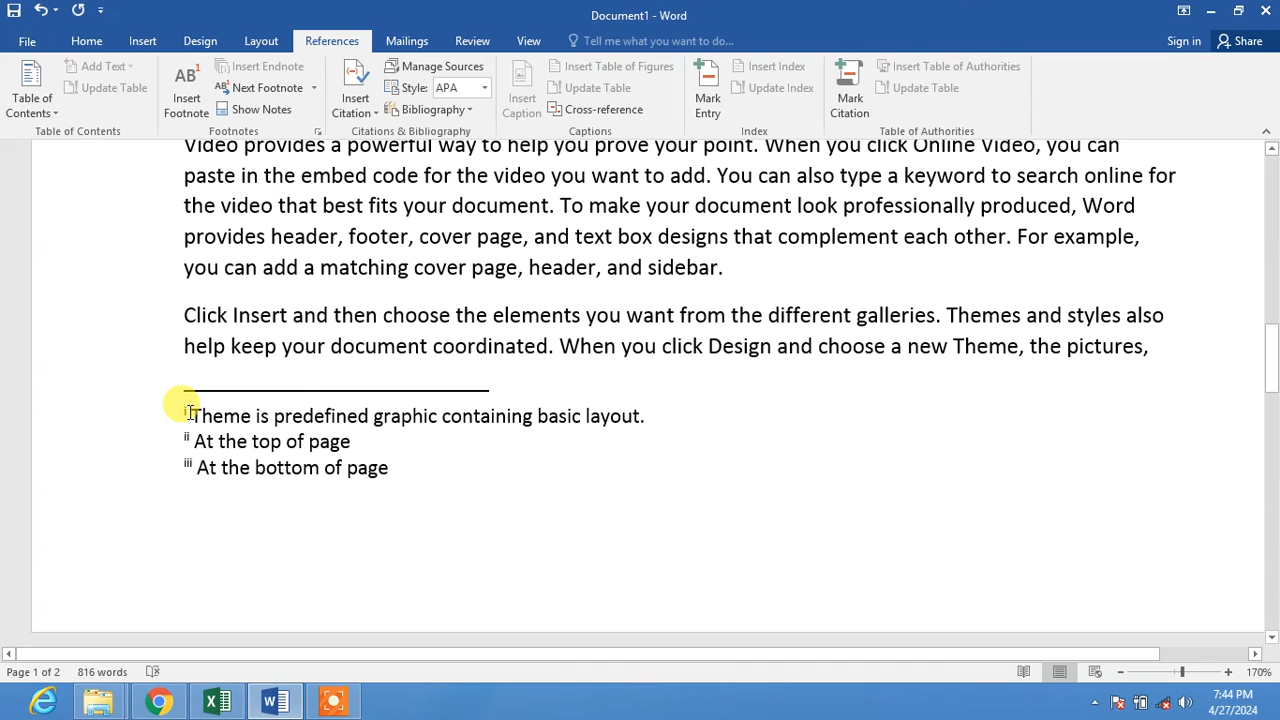 Document1 - Word
File Home Insert Design Layout References Mailings Review View Tell me what you want to do... Sign in Share
Table of Contents
Add Text
Update Table
Table of Contents
AB1 Insert Footnote
Insert Endnote
AB1 Next Footnote
Show Notes
Footnotes
Insert Citation
Manage Sources
Style: APA
Bibliography
Citations & Bibliography
Insert Caption
Insert Table of Figures
Update Table
Cross-reference
Captions
Mark Entry
Insert Index
Update Index
Index
Mark Citation
Insert Table of Authorities
Update Table
Table of Authorities
Video provides a powerful way to help you prove your point. When you click Online Video, you can
paste in the embed code for the video you want to add. You can also type a keyword to search online for
the video that best fits your document. To make your document look professionally produced, Word
provides header, footer, cover page, and text box designs that complement each other. For example,
you can add a matching cover page, header, and sidebar.
Click Insert and then choose the elements you want from the different galleries. Themes and styles also
help keep your document coordinated. When you click Design and choose a new Theme, the pictures,
i Theme is predefined graphic containing basic layout.
ii At the top of page
iii At the bottom of page
Page 1 of 2 816 words 170%
7:44 PM
4/27/2024